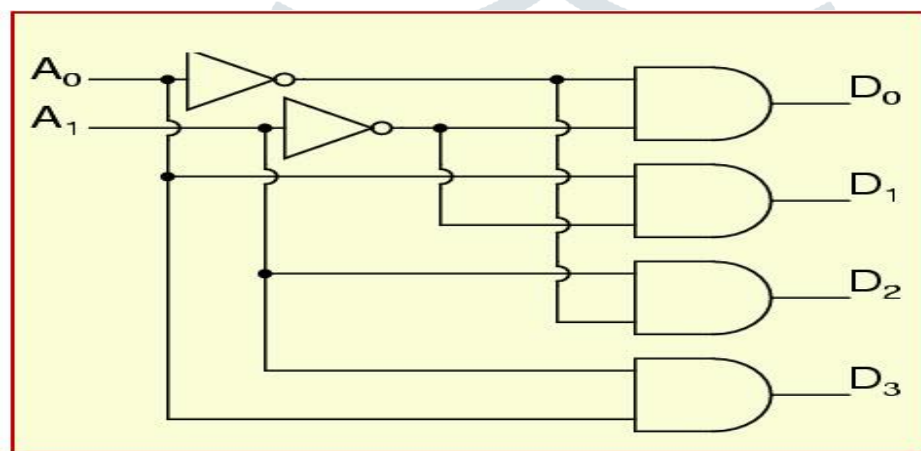 A₀
D₀
A₁
D₁
D₂
D₃